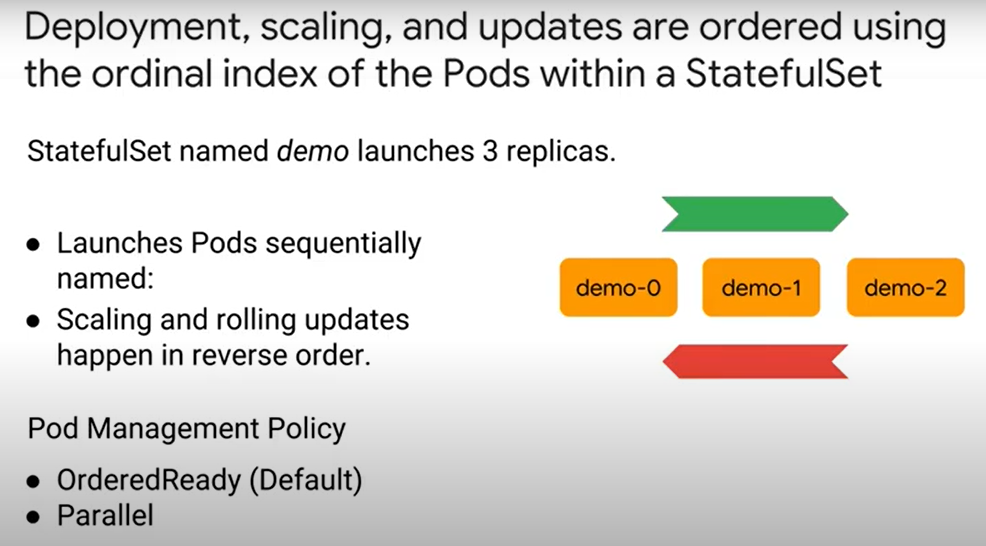 Deployment, scaling, and updates are ordered using
the ordinal index of the Pods within a StatefulSet
StatefulSet named demo launches 3 replicas.
● Launches Pods sequentially
named:
● Scaling and rolling updates
happen in reverse order.
demo-0 demo-1 demo-2
Pod Management Policy
● OrderedReady (Default)
● Parallel